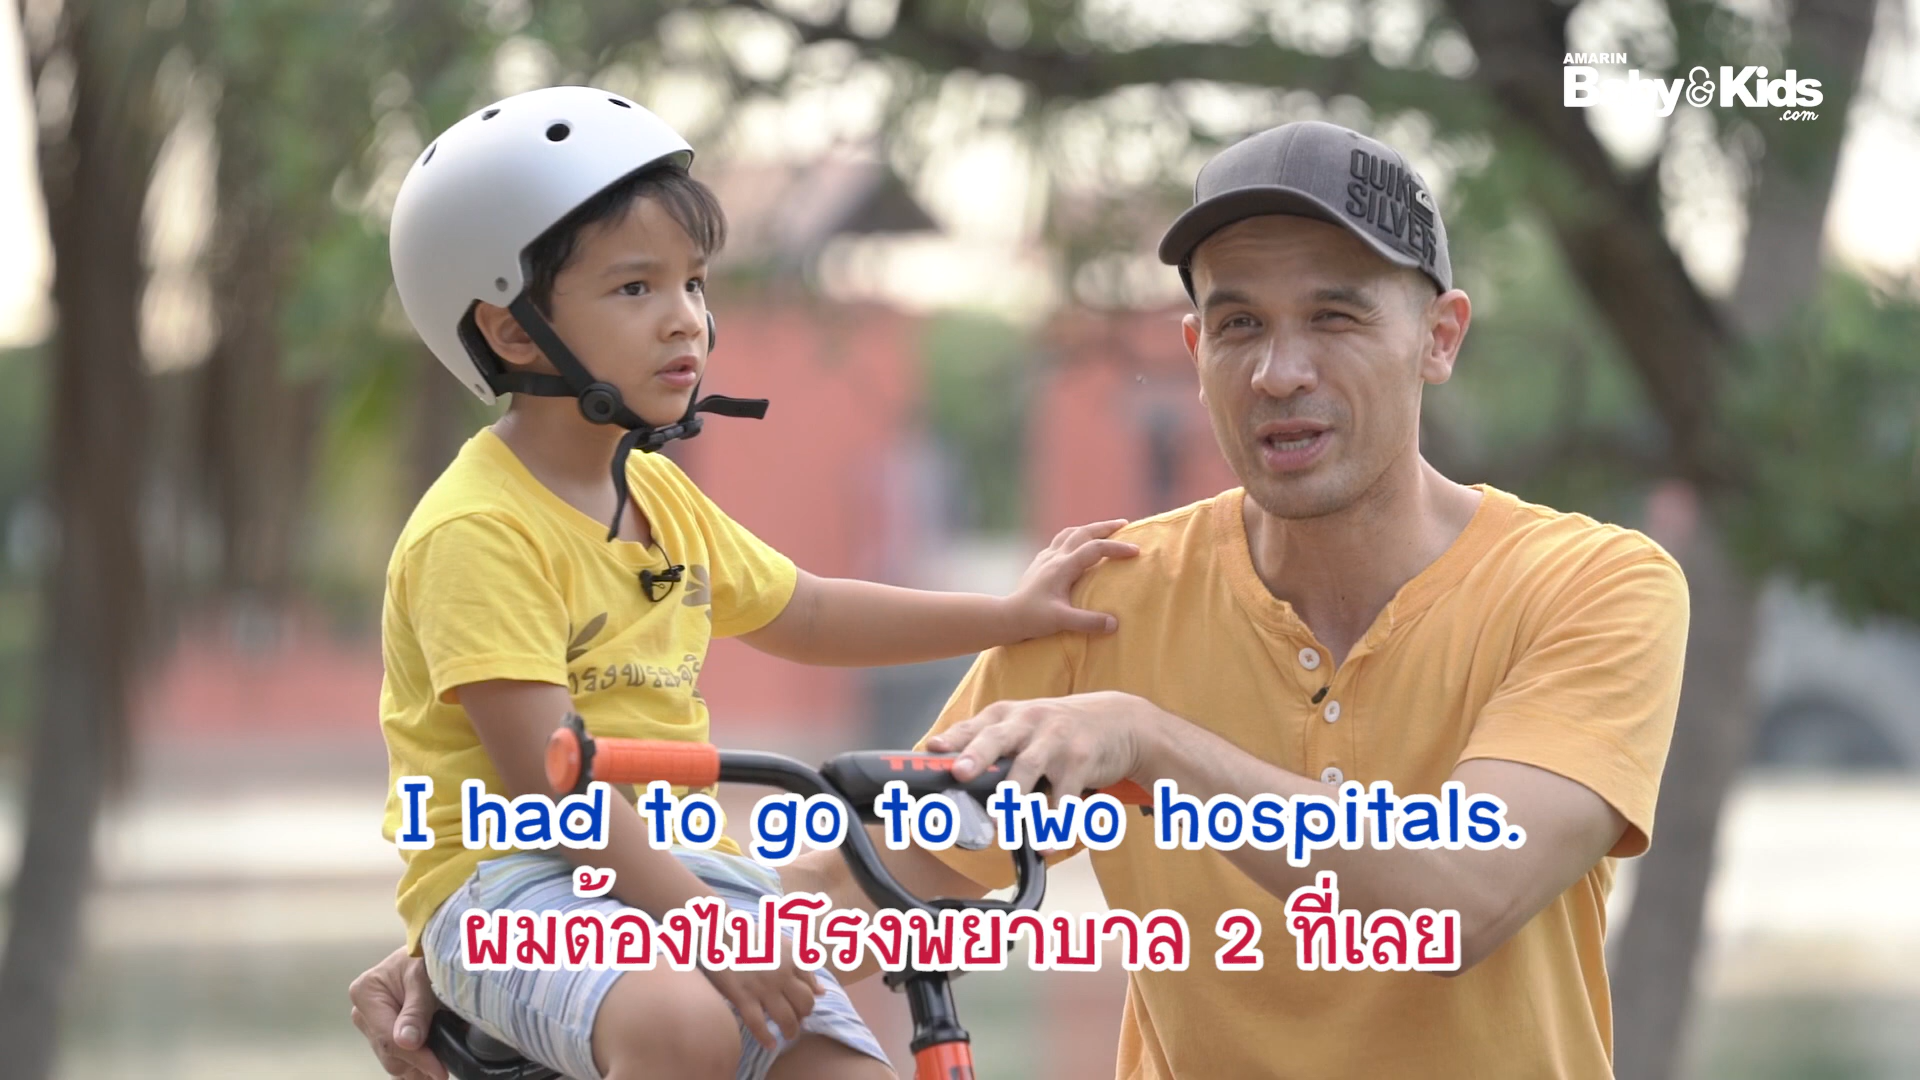 AMARIN
Baby&Kids
.com
QUIK
SILVER
I had to go to two hospitals.
ผมต้องไปโรงพยาบาล 2 ที่เลย